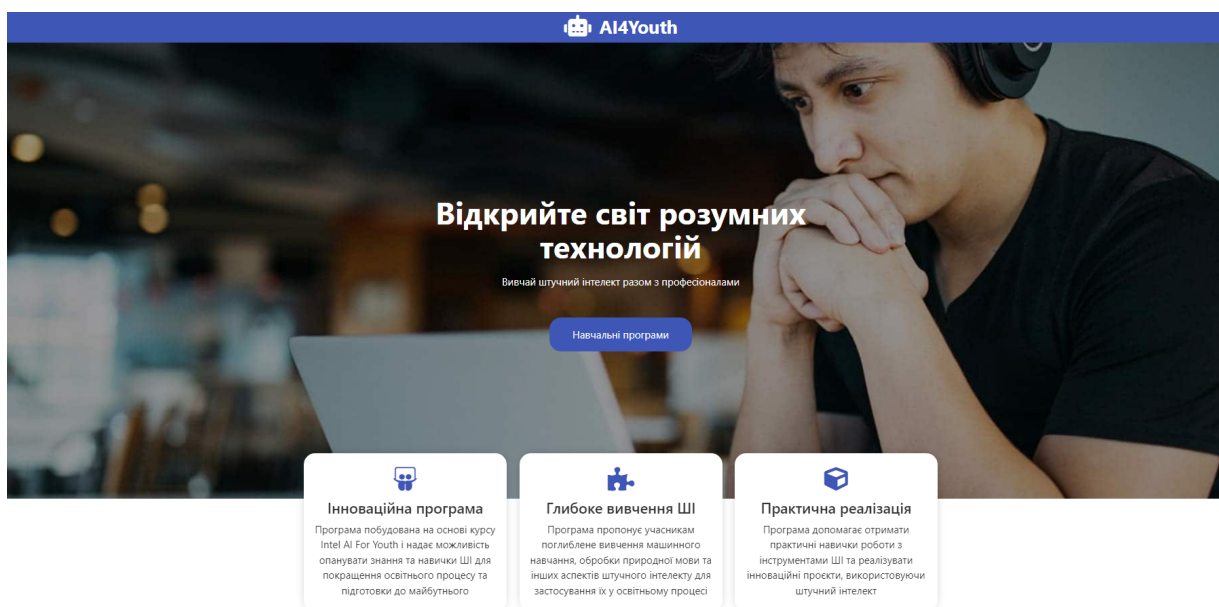 AI4Youth
Відкрийте світ розумних
технологій
Вивчай штучний інтелект разом з професіоналами
Навчальні програми
Інноваційна програма
Програма побудована на основі курсу
Intel AI For Youth і надає можливість
опанувати знання та навички ШІ для
покращення освітнього процесу та
підготовки до майбутнього
Глибоке вивчення ШІ
Програма пропонує учасникам
поглиблене вивчення машинного
навчання, обробки природної мови та
інших аспектів штучного інтелекту для
застосування їх у освітньому процесі
Практична реалізація
Програма допомагає отримати
практичні навички роботи з
інструментами ШІ та реалізувати
інноваційні проєкти, використовуючи
штучний інтелект